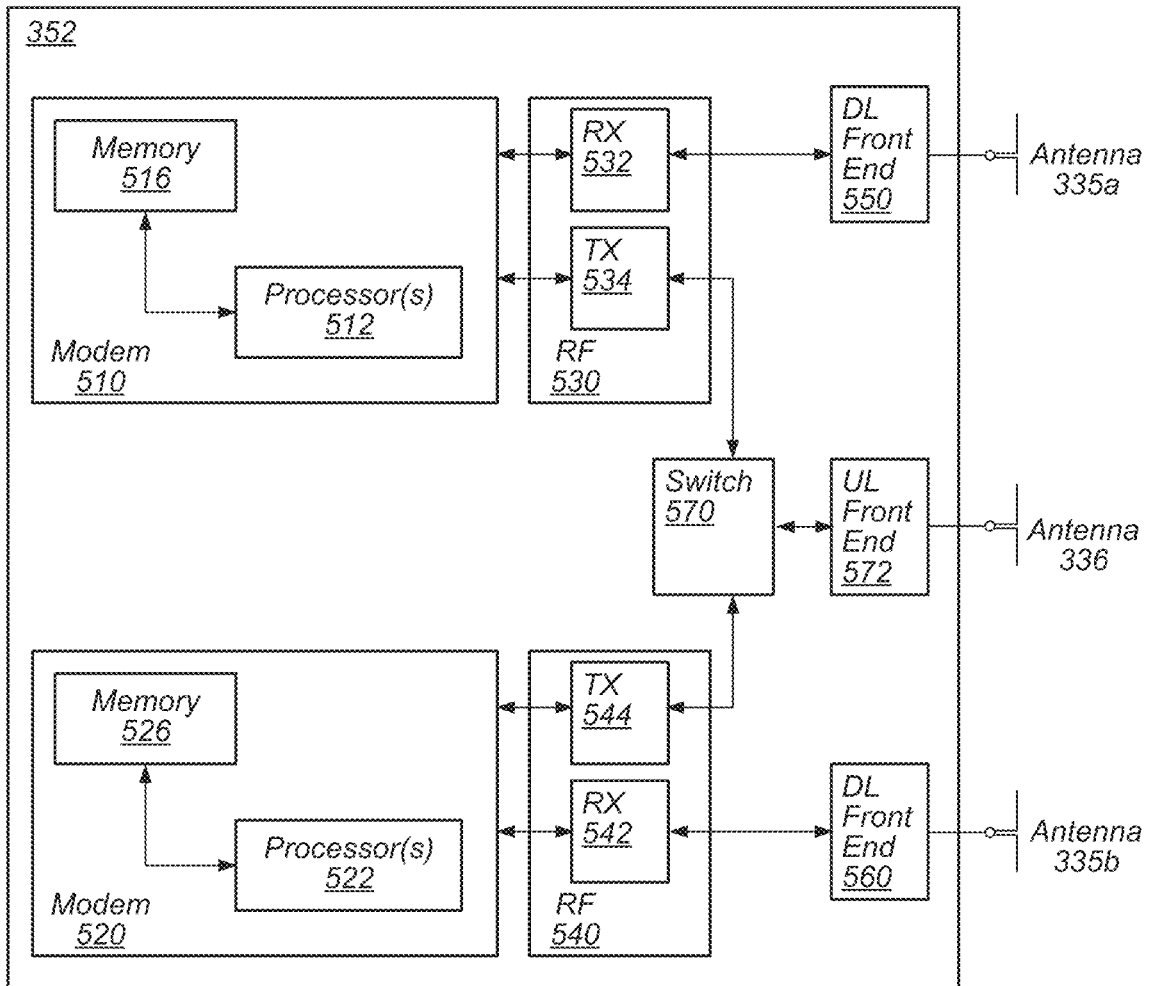 352
Memory
516
Processor(s)
512
Modem
510
RX
532
TX
534
RF
530
DL
Front
End
550
Antenna
335a
Switch
570
UL
Front
End
572
Antenna
336
Memory
526
Processor(s)
522
Modem
520
TX
544
RX
542
RF
540
DL
Front
End
560
Antenna
335b